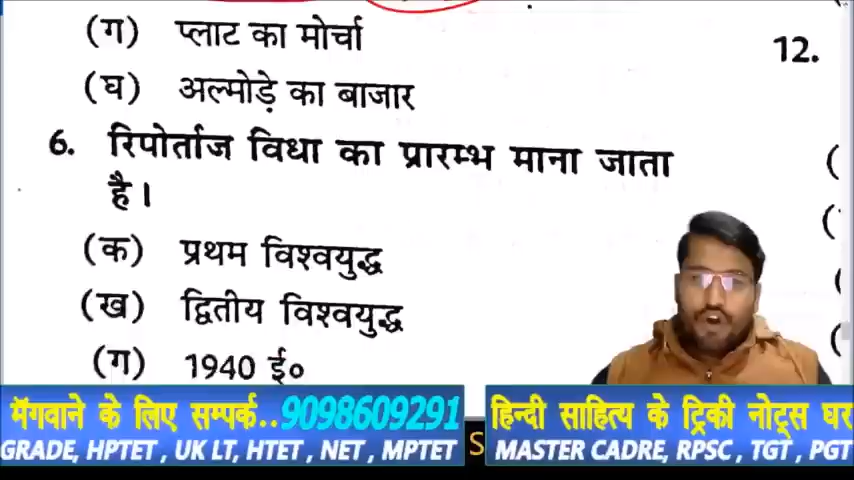 (ग) प्लाट का मोर्चा
12.
(घ) अल्मोड़े का बाजार
6. रिपोर्ताज विधा का प्रारम्भ माना जाता
है।
(क) प्रथम विश्वयुद्ध
(ख) द्वितीय विश्वयुद्ध
(ग) 1940 ई०
मॅगवाने के लिए सम्पर्क..9098609291
हिन्दी साहित्य के ट्रिकी नोट्स घर
GRADE, HPTET , UK LT, HTET , NET , MPTET
S
MASTER CADRE, RPSC , TGT , PGT